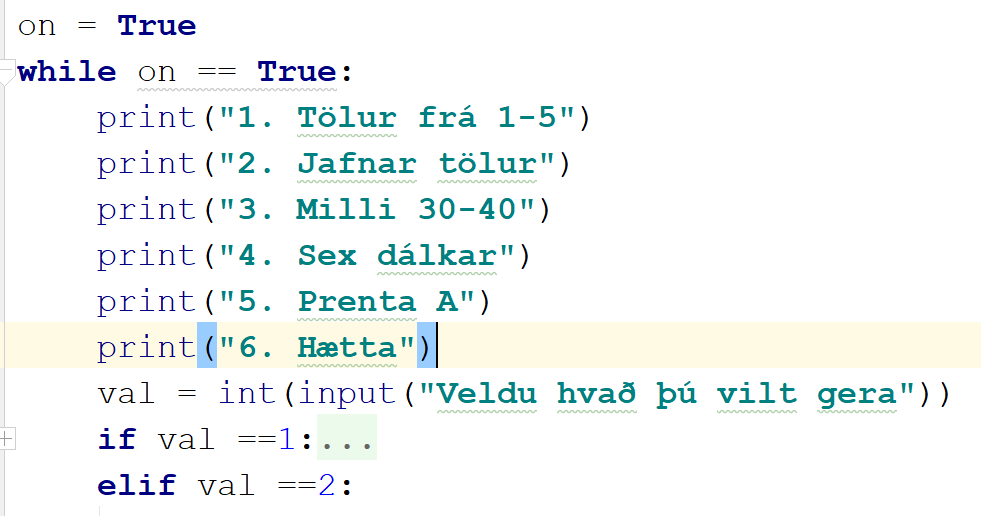 on = True
while on == True:
    print("1. Tölur frá 1-5")
    print("2. Jafnar tölur")
    print("3. Milli 30-40")
    print("4. Sex dálkar")
    print("5. Prenta A")
    print("6. Hætta")
    val = int(input("Veldu hvað þú vilt gera"))
    if val ==1:...
    elif val ==2: